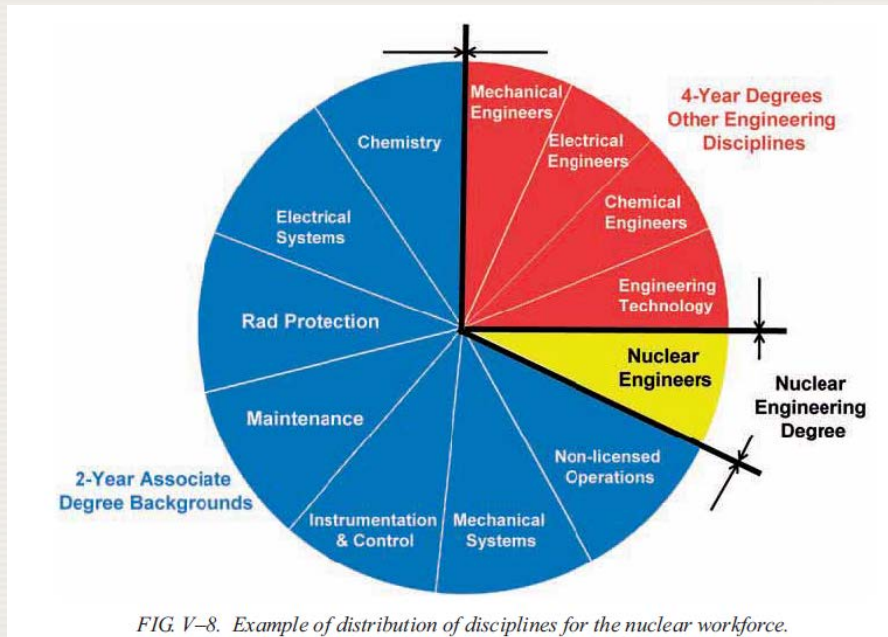 Mechanical
Engineers
Electrical
Engineers
Chemical
Engineers
Engineering
Technology
4-Year Degrees
Other Engineering
Disciplines
Nuclear
Engineers
Nuclear
Engineering
Degree
Non-licensed
Operations
Mechanical
Systems
Instrumentation
& Control
Maintenance
Rad Protection
Electrical
Systems
Chemistry
2-Year Associate
Degree Backgrounds
FIG. V–8. Example of distribution of disciplines for the nuclear workforce.